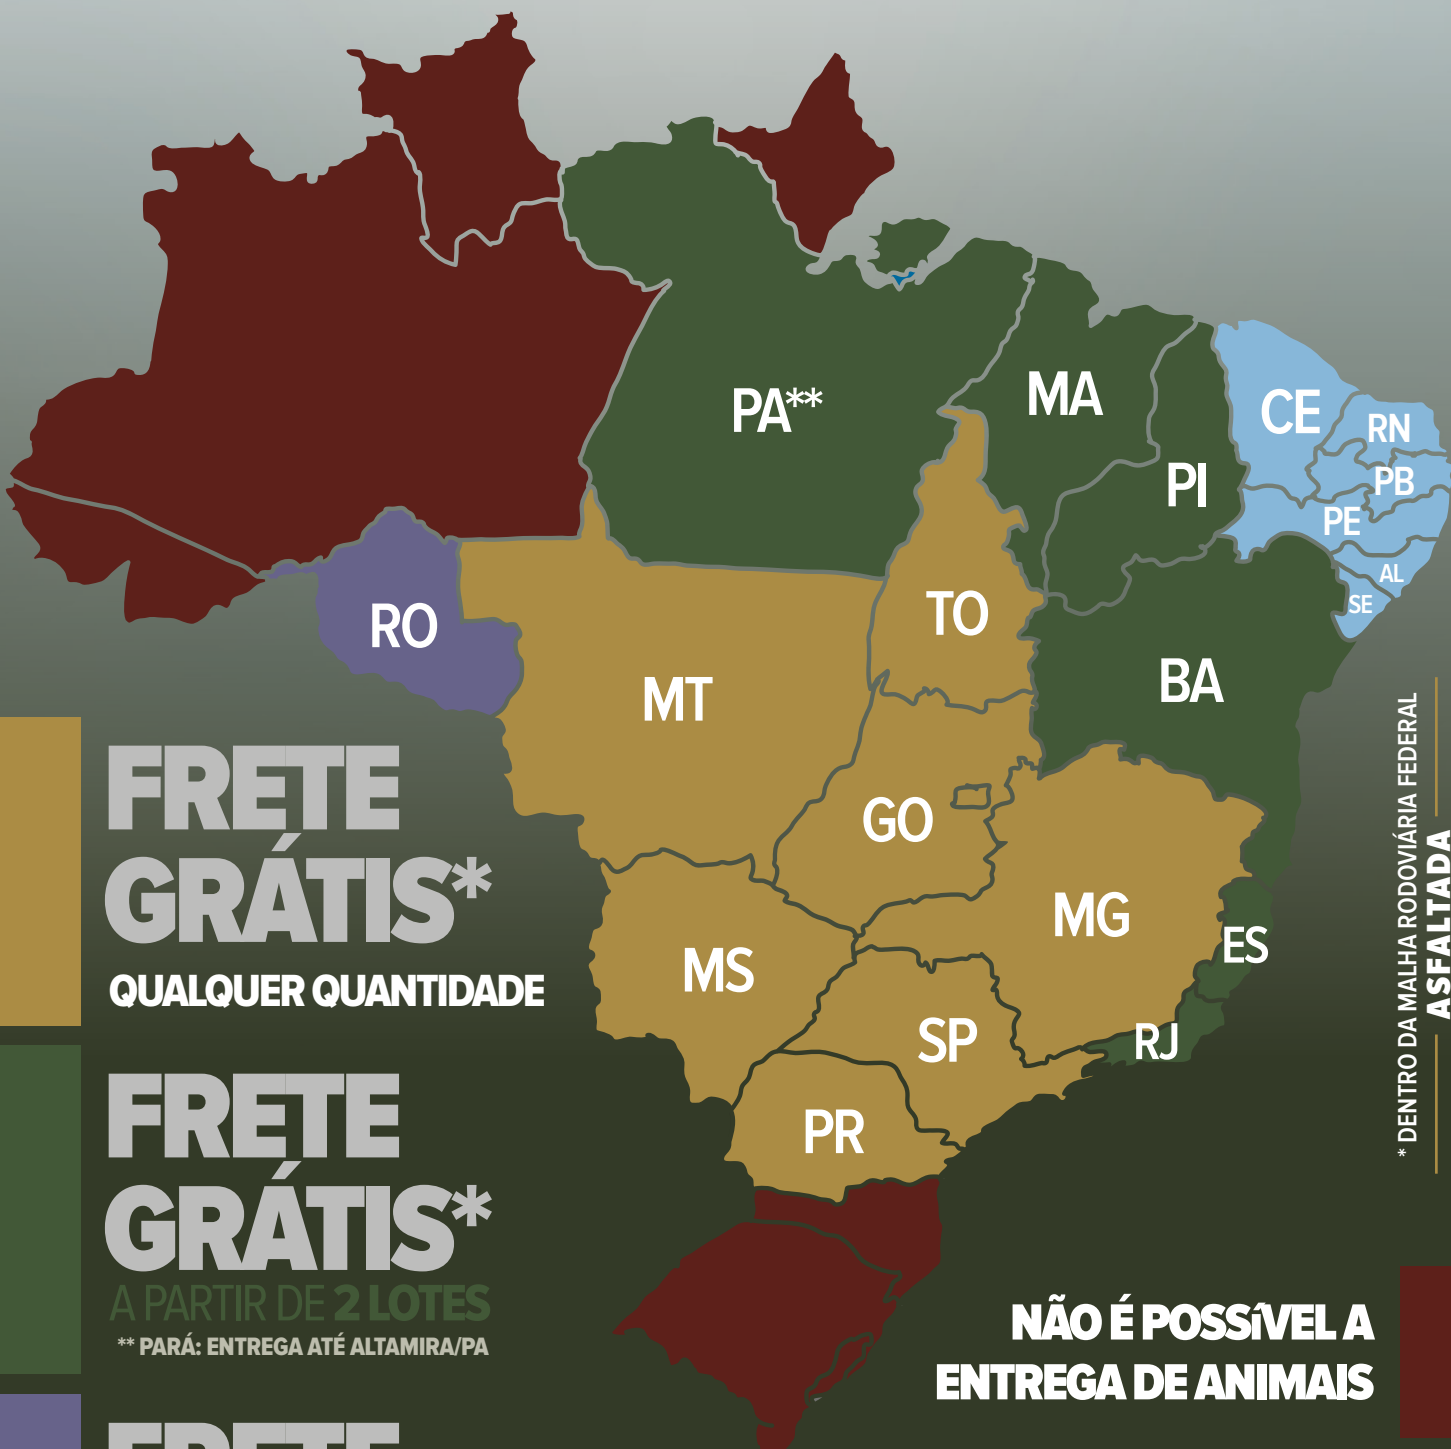 PA**
MA
CE
RN
PI
PB
PE
AL
SE
RO
TO
MT
BA
GO
MG
ES
MS
SP
RJ
PR
FRETE
GRÁTIS*
QUALQUER QUANTIDADE
FRETE
GRÁTIS*
A PARTIR DE 2 LOTES
** PARÁ: ENTREGA ATÉ ALTAMIRA/PA
FRETE
* DENTRO DA MALHA RODOVIÁRIA FEDERAL
ASFALTADA
NÃO É POSSíVEL A
ENTREGA DE ANIMAIS